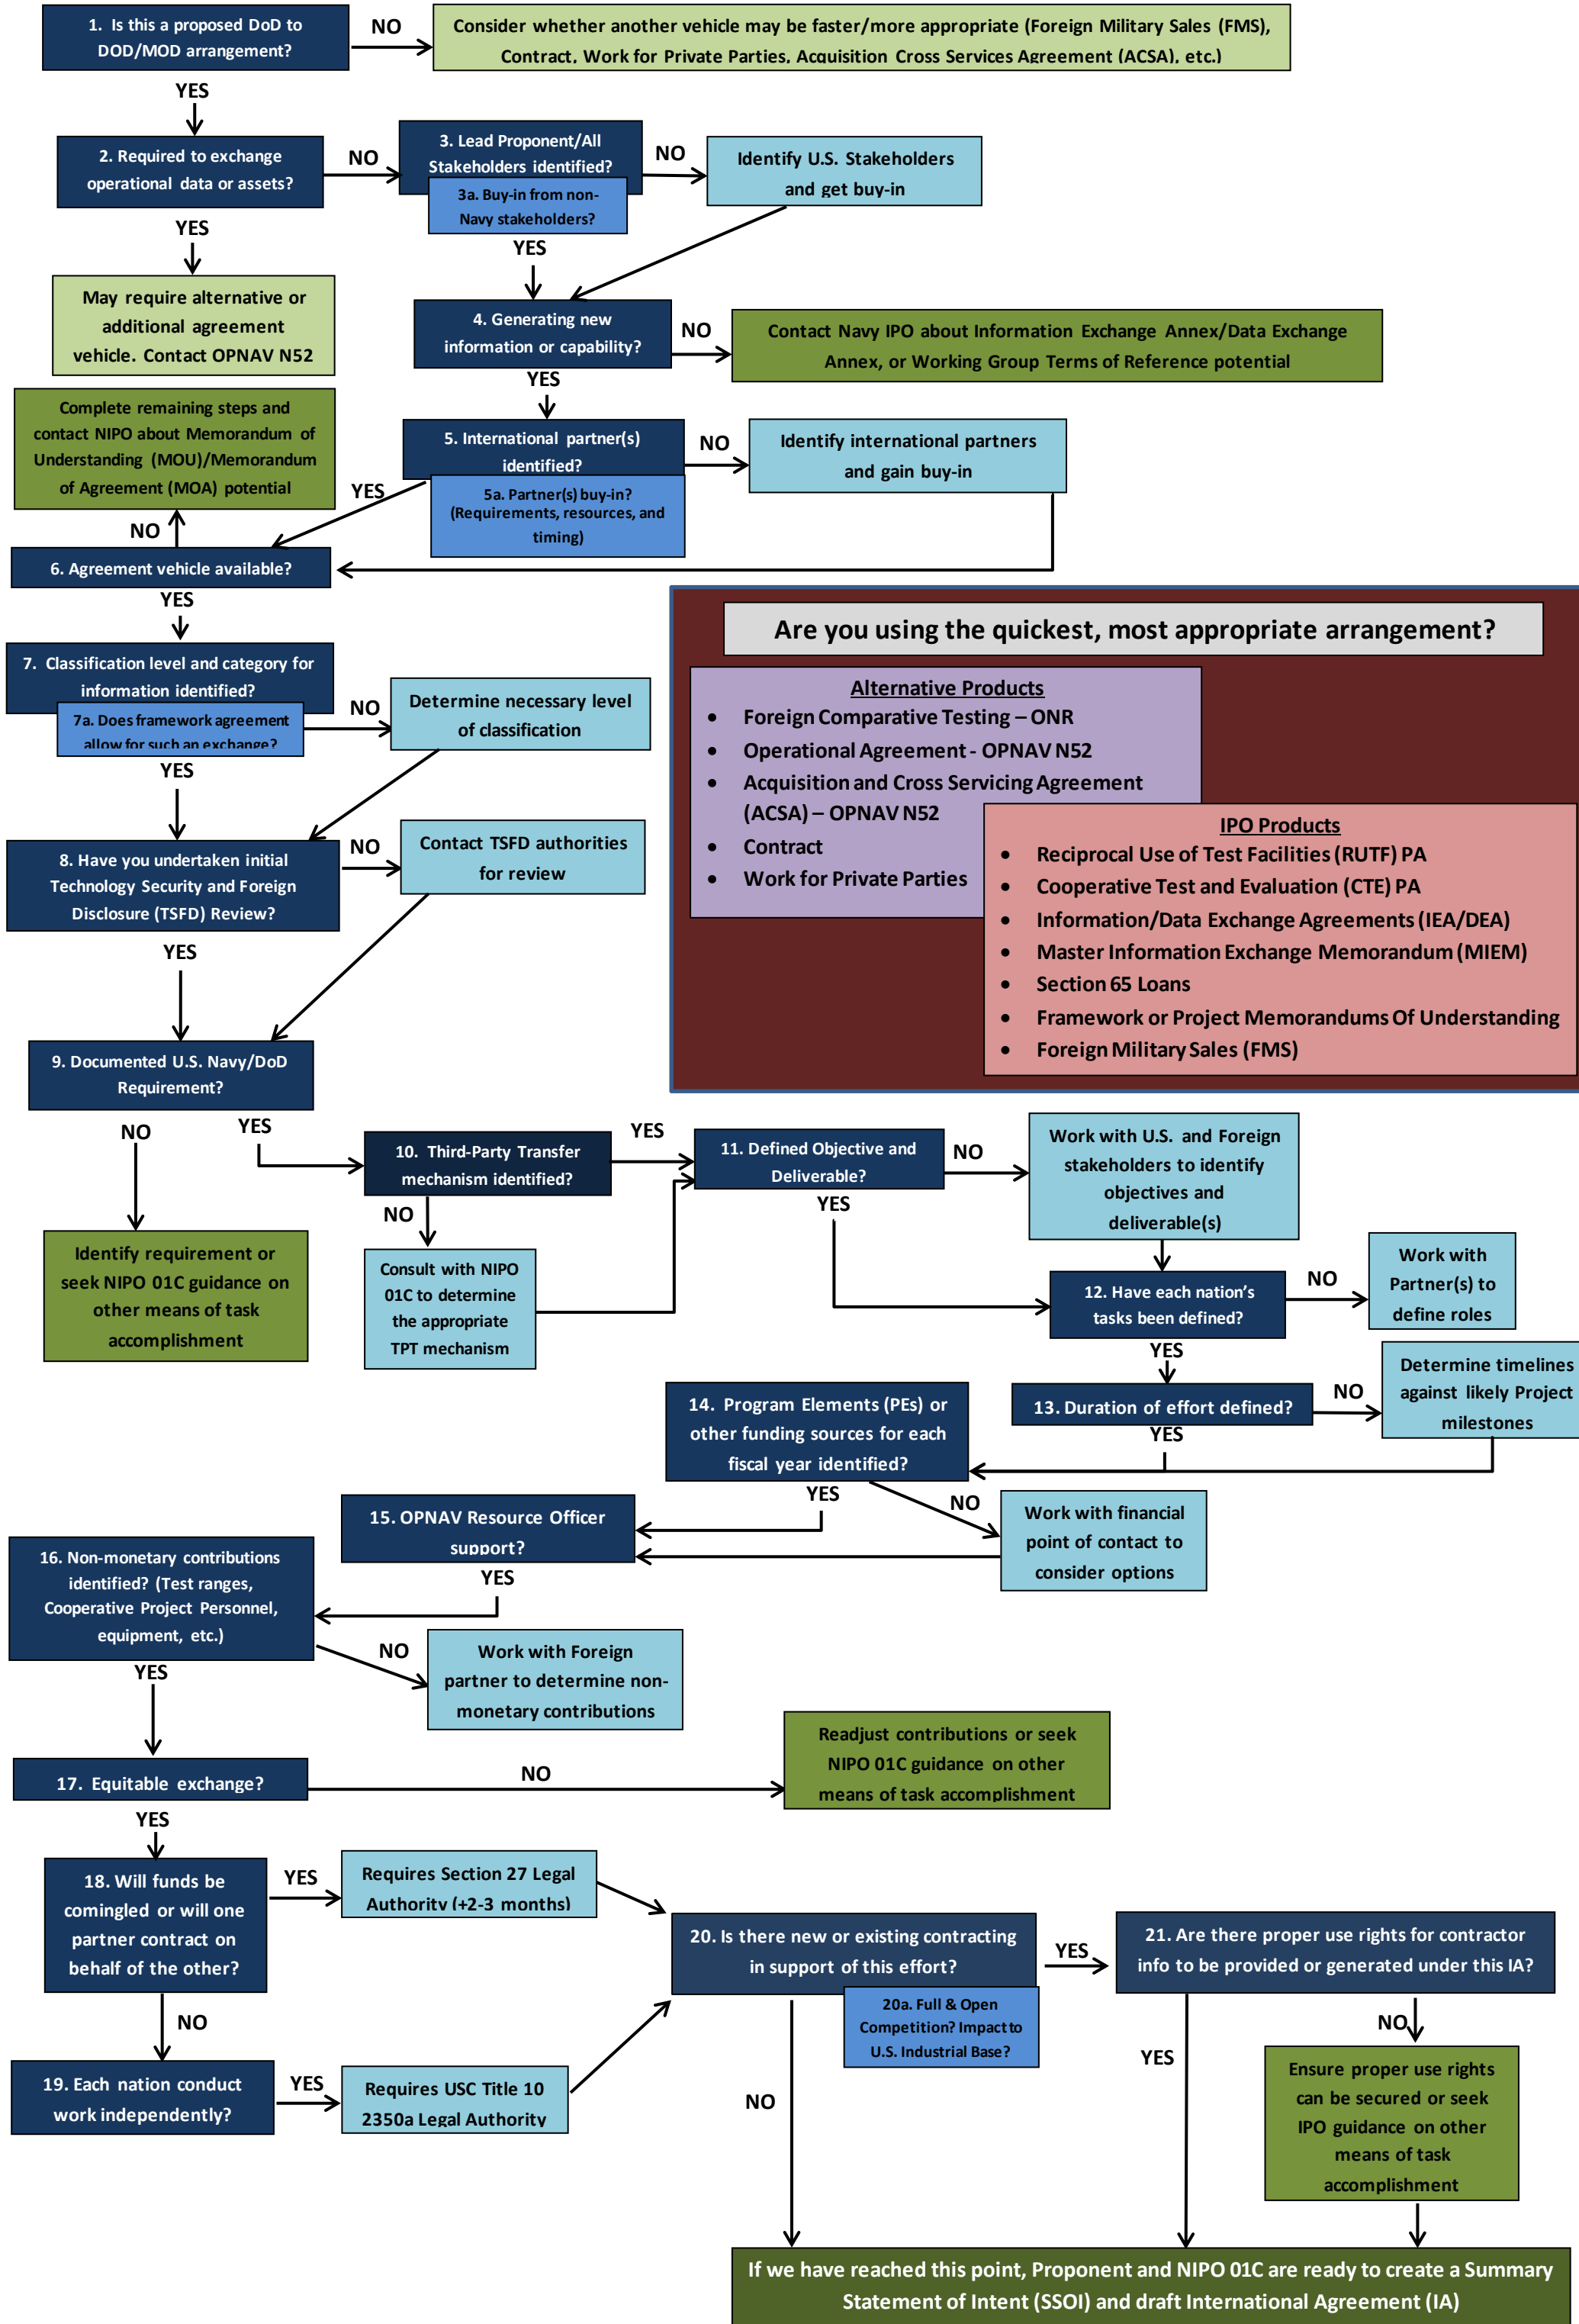 1. Is this a proposed DoD to
DOD/MOD arrangement?
NO
Consider whether another vehicle may be faster/more appropriate (Foreign Military Sales (FMS),
Contract, Work for Private Parties, Acquisition Cross Services Agreement (ACSA), etc.)
YES
2. Required to exchange
operational data or assets?
NO
3. Lead Proponent/All
Stakeholders identified?
3a. Buy-in from non-
Navy stakeholders?
NO
Identify U.S. Stakeholders
and get buy-in
YES
YES
May require alternative or
additional agreement
vehicle. Contact OPNAV N52
4. Generating new
information or capability?
NO
Contact Navy IPO about Information Exchange Annex/Data Exchange
Annex, or Working Group Terms of Reference potential
YES
Complete remaining steps and
contact NIPO about Memorandum of
Understanding (MOU)/Memorandum
of Agreement (MOA) potential
5. International partner(s)
identified?
5a. Partner(s) buy-in?
(Requirements, resources, and
timing)
NO
Identify international partners
and gain buy-in
YES
NO
6. Agreement vehicle available?
YES
7. Classification level and category for
information identified?
7a. Does framework agreement
allow for such an exchange?
NO
Determine necessary level
of classification
YES
8. Have you undertaken initial
Technology Security and Foreign
Disclosure (TSFD) Review?
NO
Contact TSFD authorities
for review
YES
9. Documented U.S. Navy/DoD
Requirement?
Are you using the quickest, most appropriate arrangement?
Alternative Products
• Foreign Comparative Testing – ONR
• Operational Agreement - OPNAV N52
• Acquisition and Cross Servicing Agreement
(ACSA) – OPNAV N52
• Contract
• Work for Private Parties
IPO Products
• Reciprocal Use of Test Facilities (RUTF) PA
• Cooperative Test and Evaluation (CTE) PA
• Information/Data Exchange Agreements (IEA/DEA)
• Master Information Exchange Memorandum (MIEM)
• Section 65 Loans
• Framework or Project Memorandums Of Understanding
• Foreign Military Sales (FMS)
NO
YES
Identify requirement or
seek NIPO 01C guidance on
other means of task
accomplishment
10. Third-Party Transfer
mechanism identified?
YES
NO
Consult with NIPO
01C to determine
the appropriate
TPT mechanism
11. Defined Objective and
Deliverable?
NO
YES
Work with U.S. and Foreign
stakeholders to identify
objectives and
deliverable(s)
12. Have each nation's
tasks been defined?
NO
Work with
Partner(s) to
define roles
YES
13. Duration of effort defined?
NO
Determine timelines
against likely Project
milestones
YES
14. Program Elements (PEs) or
other funding sources for each
fiscal year identified?
YES
NO
Work with financial
point of contact to
consider options
15. OPNAV Resource Officer
support?
YES
16. Non-monetary contributions
identified? (Test ranges,
Cooperative Project Personnel,
equipment, etc.)
NO
Work with Foreign
partner to determine non-
monetary contributions
YES
17. Equitable exchange?
NO
Readjust contributions or seek
NIPO 01C guidance on other
means of task accomplishment
YES
18. Will funds be
comingled or will one
partner contract on
behalf of the other?
YES
Requires Section 27 Legal
Authority (+2-3 months)
NO
19. Each nation conduct
work independently?
YES
Requires USC Title 10
2350a Legal Authority
20. Is there new or existing contracting
in support of this effort?
20a. Full & Open
Competition? Impact to
U.S. Industrial Base?
YES
NO
21. Are there proper use rights for contractor
info to be provided or generated under this IA?
YES
NO
Ensure proper use rights
can be secured or seek
IPO guidance on other
means of task
accomplishment
If we have reached this point, Proponent and NIPO 01C are ready to create a Summary
Statement of Intent (SSOI) and draft International Agreement (IA)